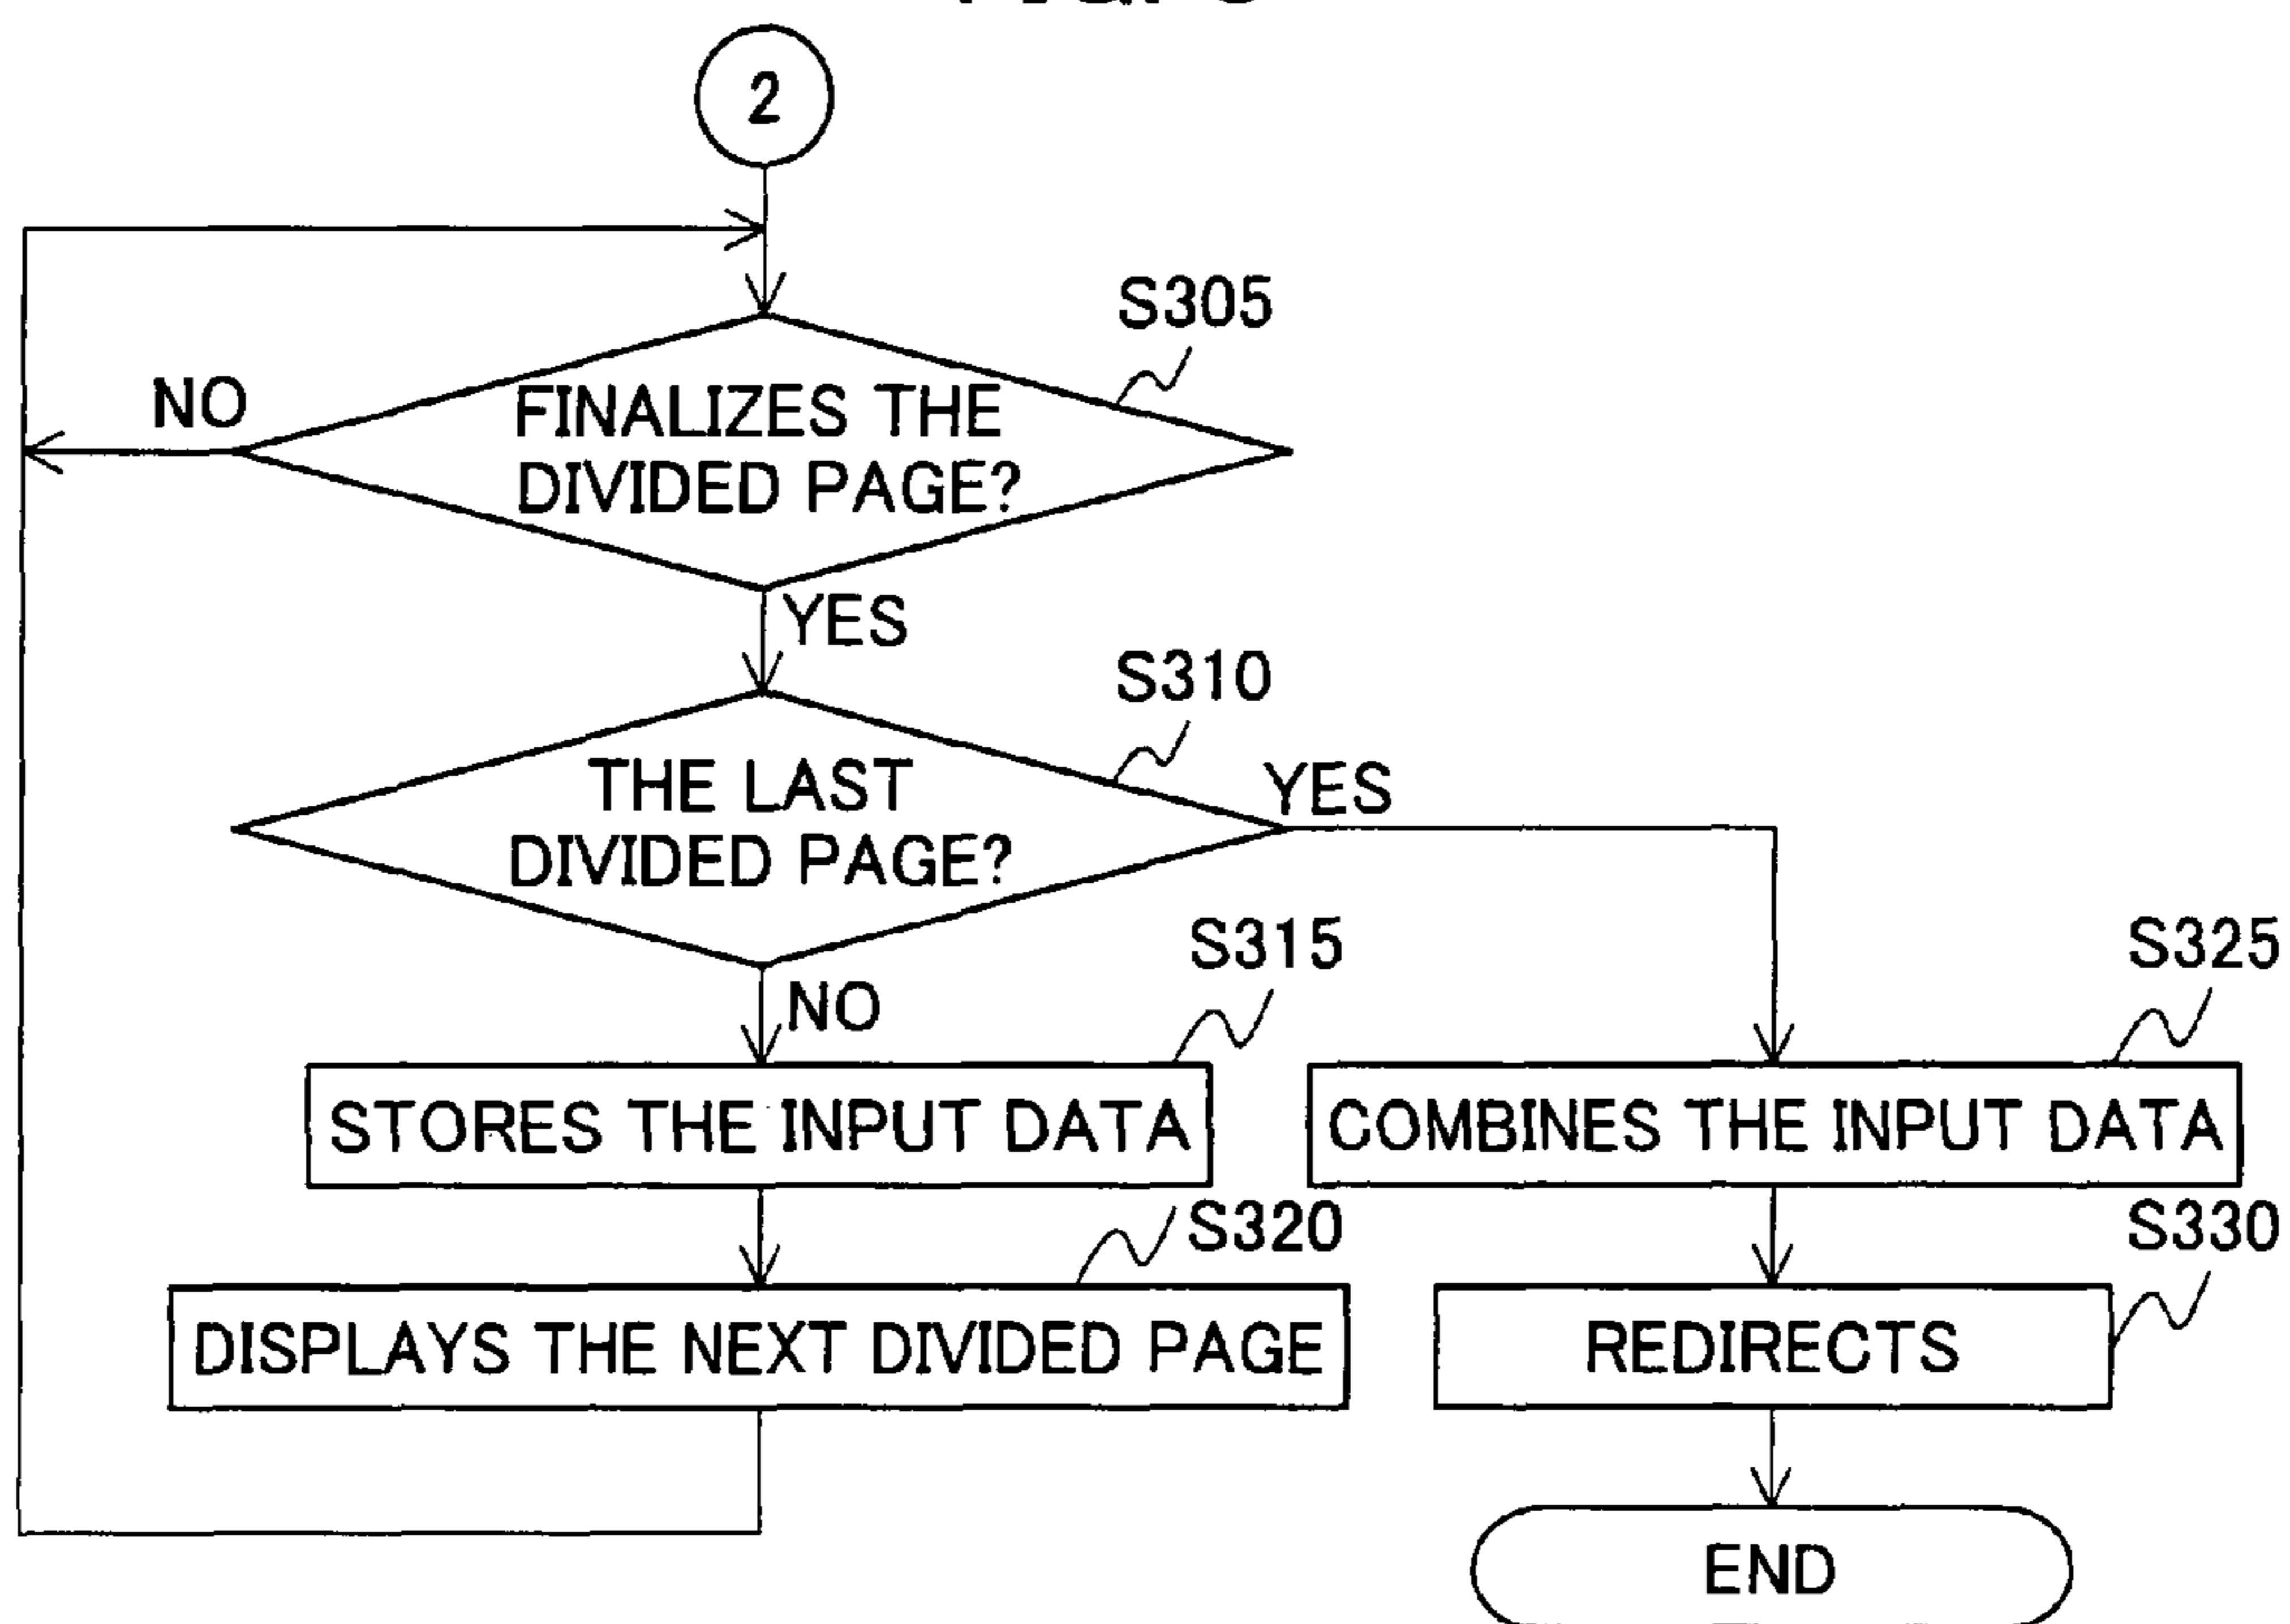 2
S305
NO
FINALIZES THE
DIVIDED PAGE?
YES
S310
THE LAST
DIVIDED PAGE?
YES
S315
S325
NO
STORES THE INPUT DATA
COMBINES THE INPUT DATA
S320
S330
DISPLAYS THE NEXT DIVIDED PAGE
REDIRECTS
END